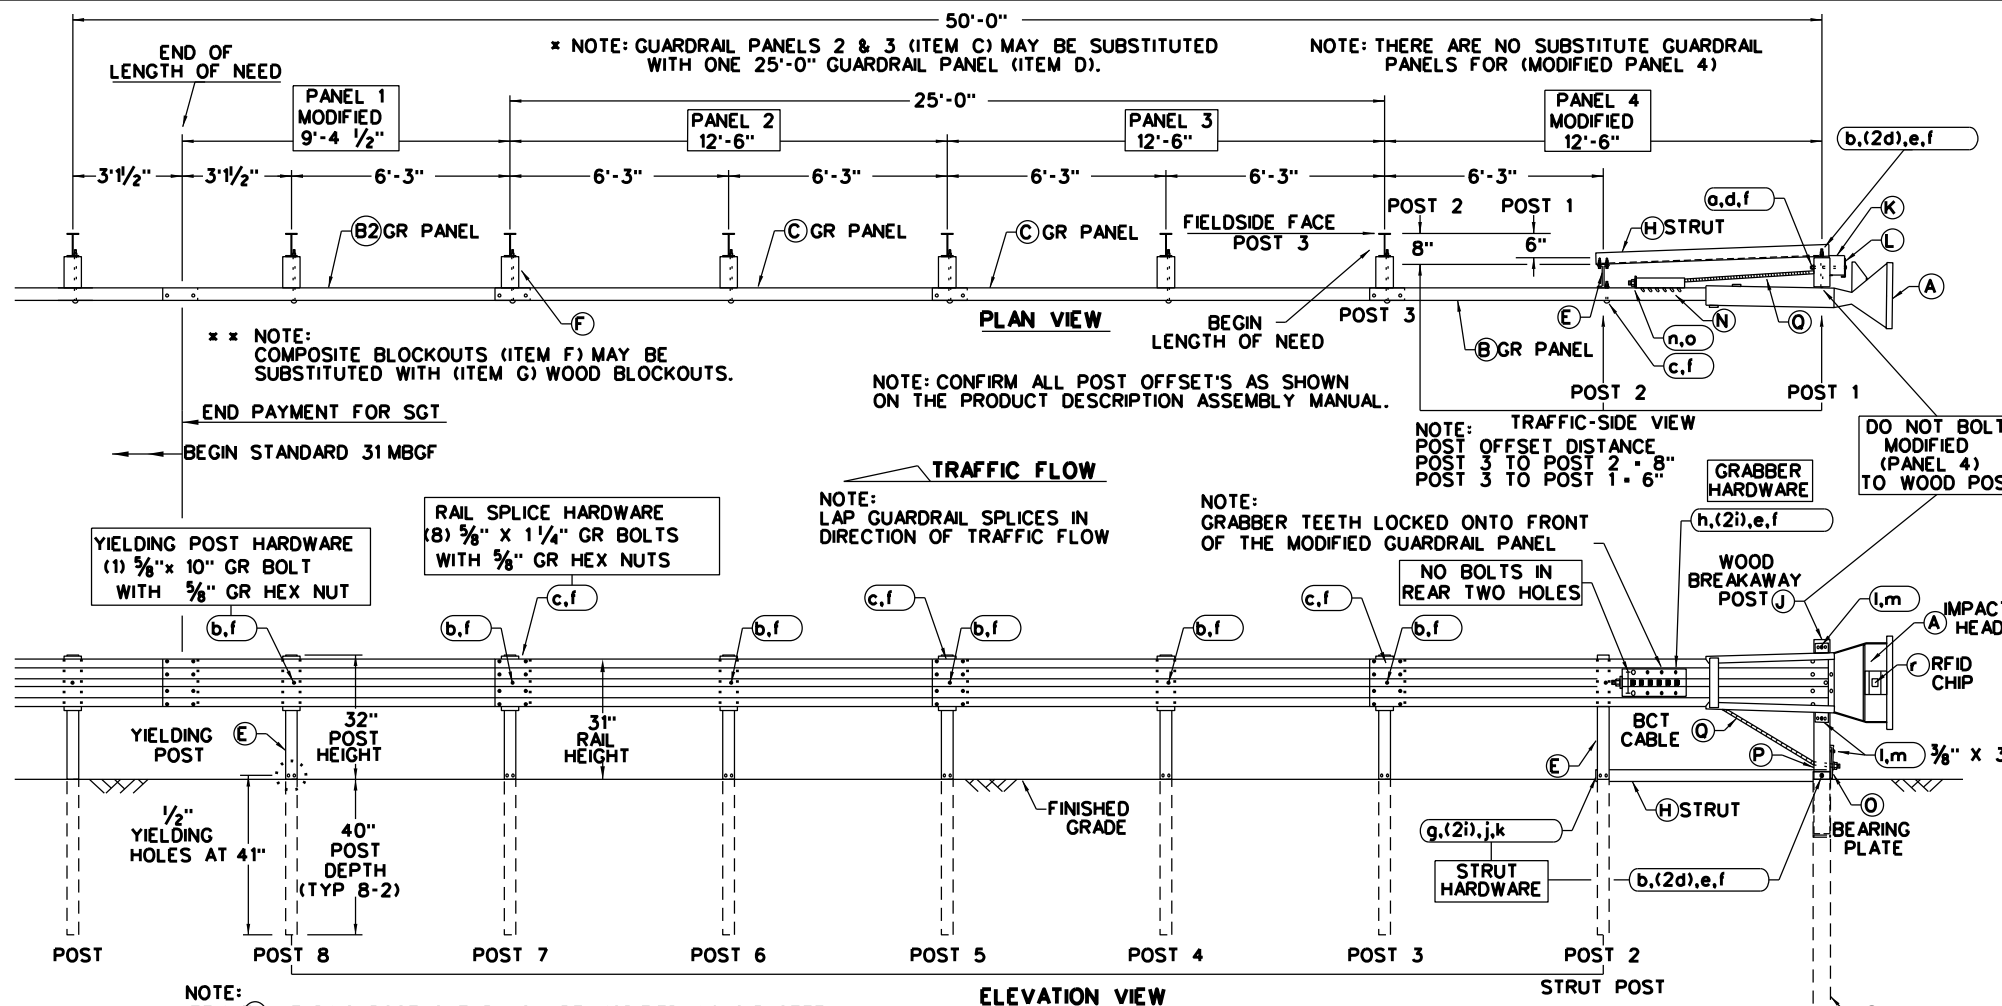 50'-0"
END OF
LENGTH OF NEED
* NOTE: GUARDRAIL PANELS 2 & 3 (ITEM C) MAY BE SUBSTITUTED
WITH ONE 25'-0" GUARDRAIL PANEL (ITEM D).
NOTE: THERE ARE NO SUBSTITUTE GUARDRAIL
PANELS FOR (MODIFIED PANEL 4)
25'-0"
PANEL 1
MODIFIED
9'-4 1/2"
PANEL 2
12'-6"
PANEL 3
12'-6"
PANEL 4
MODIFIED
12'-6"
b,(2d),e,f
3'1/2" 3'1/2" 6'-3" 6'-3" 6'-3" 6'-3" 6'-3" 6'-3"
POST 2 POST 1
a,d,f
K
B2 GR PANEL
C GR PANEL
C GR PANEL
FIELDSIDE FACE
POST 3
8"
6"
H STRUT
L
A
F
PLAN VIEW
BEGIN
LENGTH OF NEED
POST 3
E
N
Q
n,o
c,f
B GR PANEL
* * NOTE:
COMPOSITE BLOCKOUTS (ITEM F) MAY BE
SUBSTITUTED WITH (ITEM G) WOOD BLOCKOUTS.
NOTE: CONFIRM ALL POST OFFSET'S AS SHOWN
ON THE PRODUCT DESCRIPTION ASSEMBLY MANUAL.
POST 2 POST 1
END PAYMENT FOR SGT
BEGIN STANDARD 31 MBGF
TRAFFIC-SIDE VIEW
NOTE:
POST OFFSET DISTANCE
POST 3 TO POST 2 = 8"
POST 3 TO POST 1 = 6"
DO NOT BOLT
MODIFIED
(PANEL 4)
TO WOOD POS
TRAFFIC FLOW
GRABBER
HARDWARE
NOTE:
LAP GUARDRAIL SPLICES IN
DIRECTION OF TRAFFIC FLOW
NOTE:
GRABBER TEETH LOCKED ONTO FRONT
OF THE MODIFIED GUARDRAIL PANEL
h,(2i),e,f
RAIL SPLICE HARDWARE
(8) 5/8" X 1 1/4" GR BOLTS
WITH 5/8" GR HEX NUTS
YIELDING POST HARDWARE
(1) 5/8"x 10" GR BOLT
WITH 5/8" GR HEX NUT
NO BOLTS IN
REAR TWO HOLES
WOOD
BREAKAWAY
POST J
c,f c,f c,f
l,m
b,f b,f b,f b,f b,f b,f
A IMPACT
HEAD
r RFID
CHIP
YIELDING
POST
E
32"
POST
HEIGHT
31"
RAIL
HEIGHT
E
BCT
CABLE
Q
P
l,m 3/8" X 3
1/2"
YIELDING
HOLES AT 41"
40"
POST
DEPTH
(TYP 8-2)
FINISHED
GRADE
g,(2i),j,k
H STRUT
O
BEARING
PLATE
STRUT
HARDWARE
b,(2d),e,f
POST POST 8 POST 7 POST 6 POST 5 POST 4 POST 3 POST 2
STRUT POST
NOTE:
ELEVATION VIEW